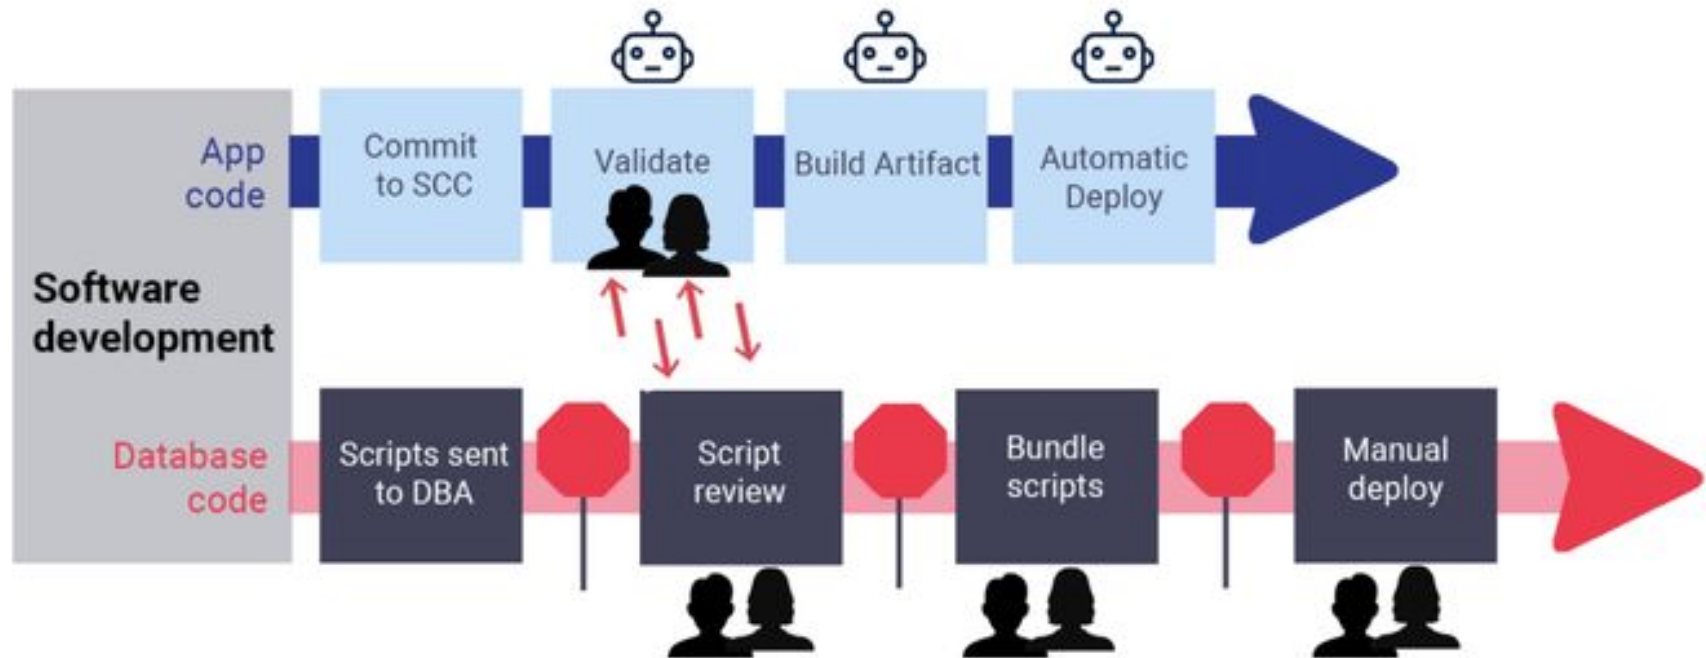 Software
development
App
code
Commit
to SCC
Validate
Build Artifact
Automatic
Deploy
Database
code
Scripts sent
to DBA
Script
review
Bundle
scripts
Manual
deploy